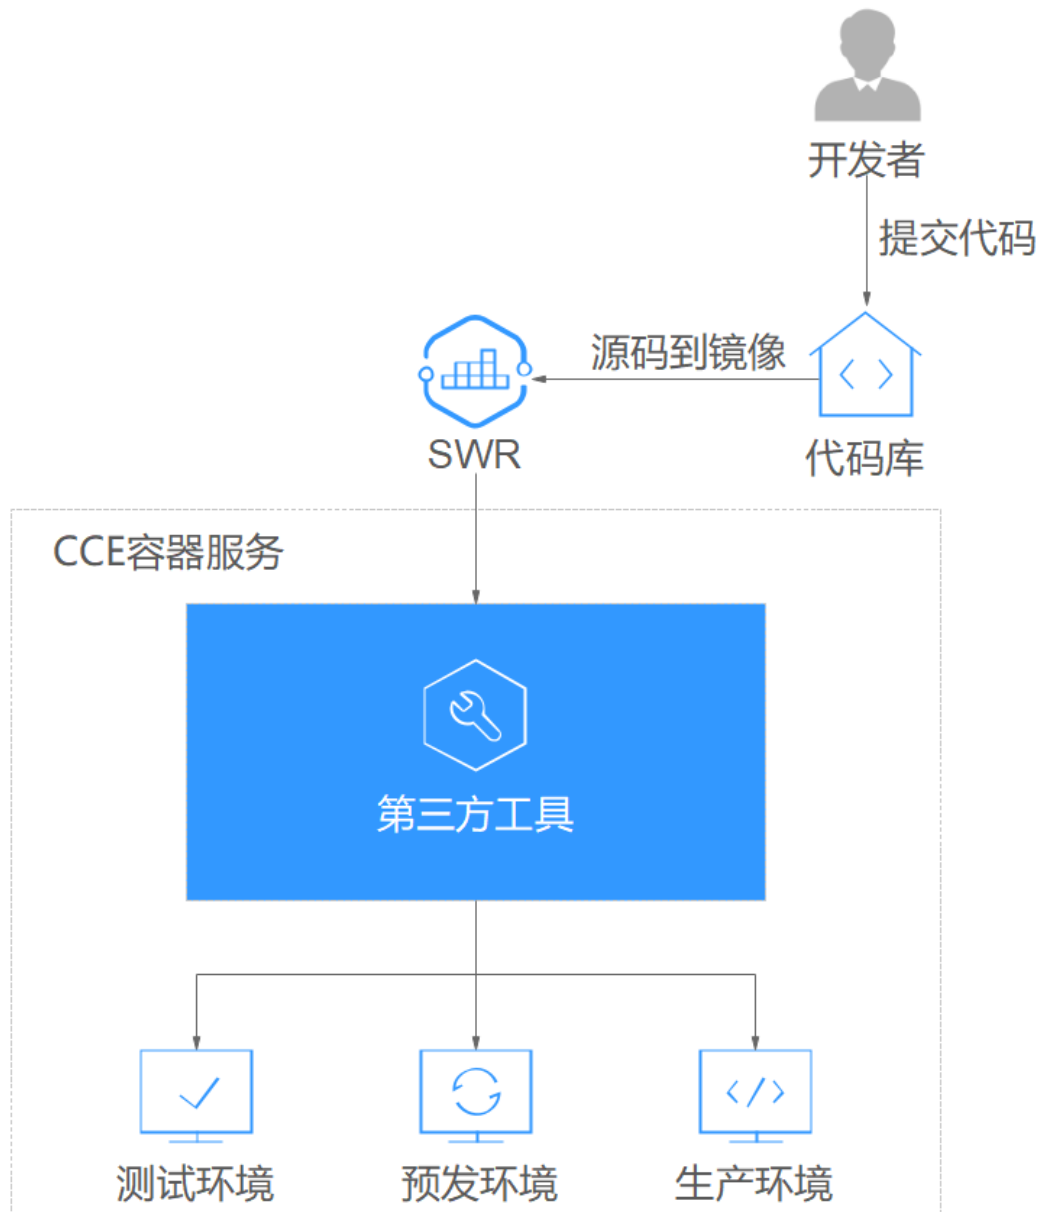 开发者
提交代码
源码到镜像
SWR
代码库
CCE容器服务
第三方工具
测试环境
预发环境
生产环境